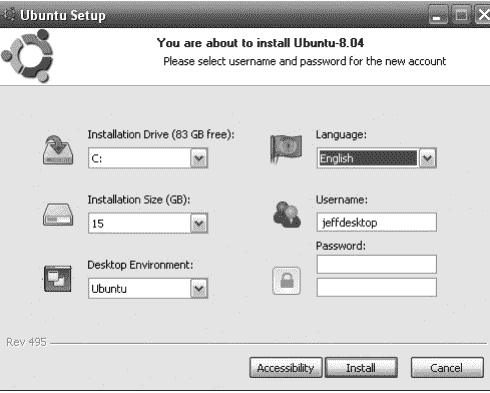 Ubuntu Setup
You are about to install Ubuntu-8.04
Please select username and password for the new account
Installation Drive (83 GB free):
C:
Installation Size (GB):
15
Desktop Environment:
Ubuntu
Language:
English
Username:
jeffdesktop
Password:
Rev 495
Accessibility
Install
Cancel